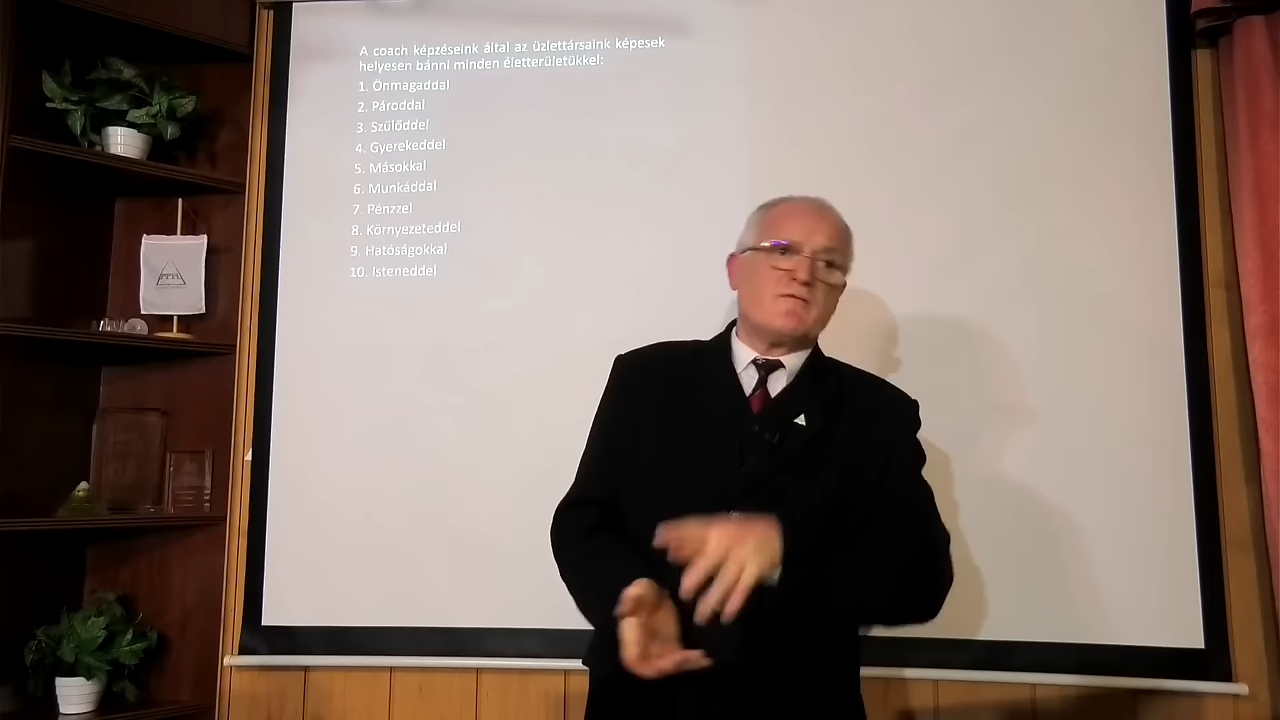 A coach képzéseink által az üzlettársaink képesek
helyesen bánni minden életterületükkel:
1. Önmagaddal
2. Pároddal
3. Szülőddel
4. Gyerekeddel
5. Másokkal
6. Munkáddal
7. Pénzzel
8. Környezeteddel
9. Hatóságokkal
10. Isteneddel